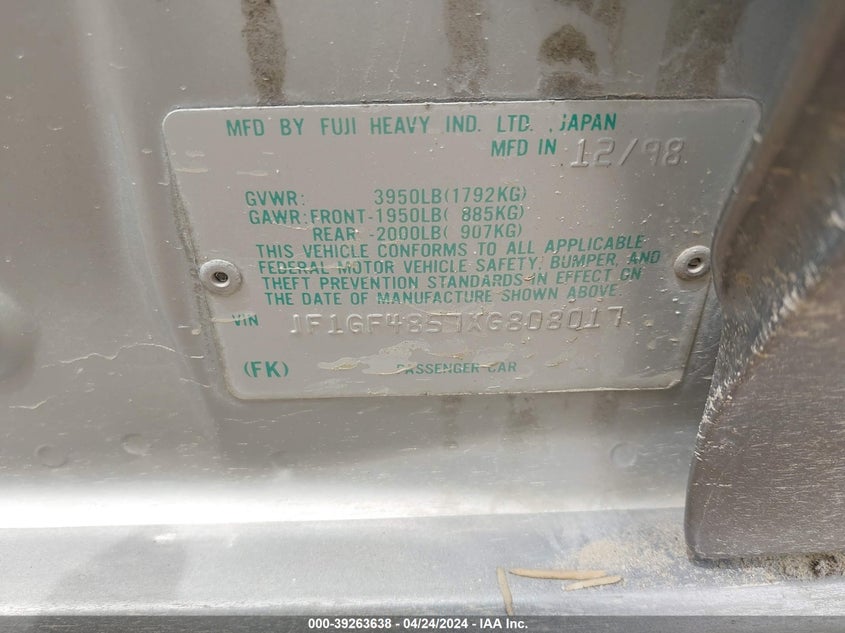 MFD BY FUJI HEAVY IND. LTD. ,JAPAN
MFD IN 12/98
GVWR: 3950LB(1792KG)
GAWR:FRONT-1950LB( 885KG)
REAR -2000LB( 907KG)
THIS VEHICLE CONFORMS TO ALL APPLICABLE
FEDERAL MOTOR VEHICLE SAFETY, BUMPER, AND
THEFT PREVENTION STANDARDS IN EFFECT ON
THE DATE OF MANUFACTURE SHOWN ABOVE
VIN JF1GF4857XG808017
(FK) PASSENGER CAR
000-39263638 - 04/24/2024 - IAA Inc.